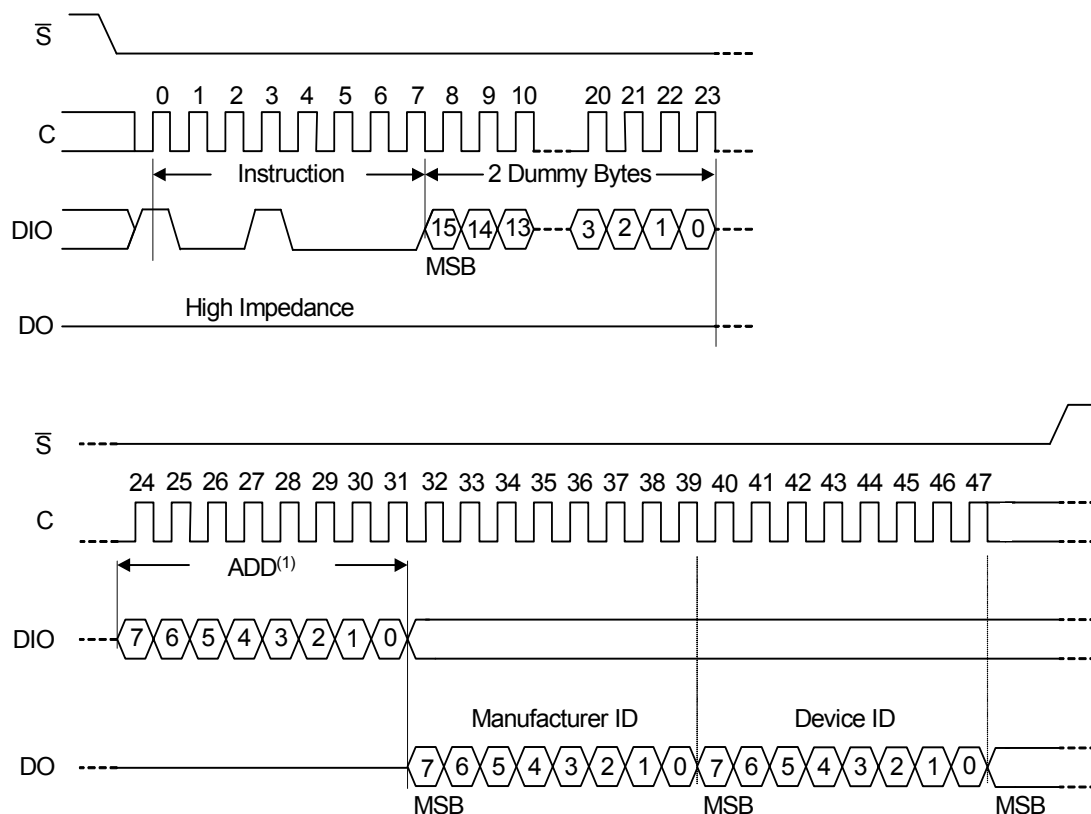 S
0 1 2 3 4 5 6 7 8 9 10 20 21 22 23
C
Instruction 2 Dummy Bytes
DIO 15 14 13 3 2 1 0
MSB
High Impedance
DO
S
24 25 26 27 28 29 30 31 32 33 34 35 36 37 38 39 40 41 42 43 44 45 46 47
C
ADD(1)
DIO 7 6 5 4 3 2 1 0
Manufacturer ID Device ID
DO 7 6 5 4 3 2 1 0 7 6 5 4 3 2 1 0
MSB MSB MSB